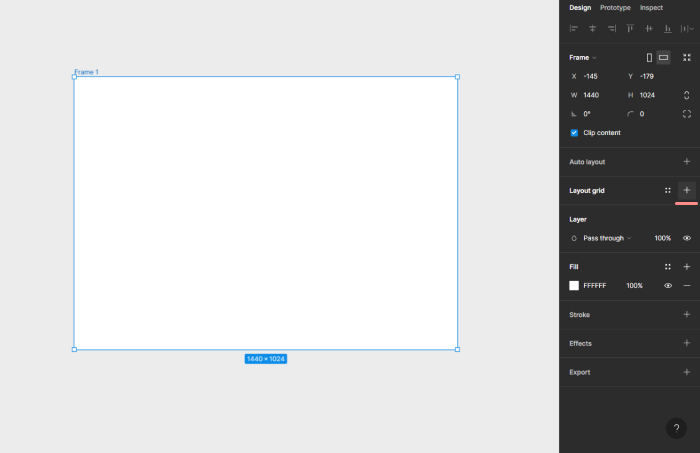 Design Prototype Inspect
Frame 1
Frame
X -145 Y -179
W 1440 H 1024
0° 0
Clip content
Auto layout
Layout grid
Layer
Pass through 100%
Fill
FFFFFF 100%
Stroke
1440 × 1024
Effects
Export
?